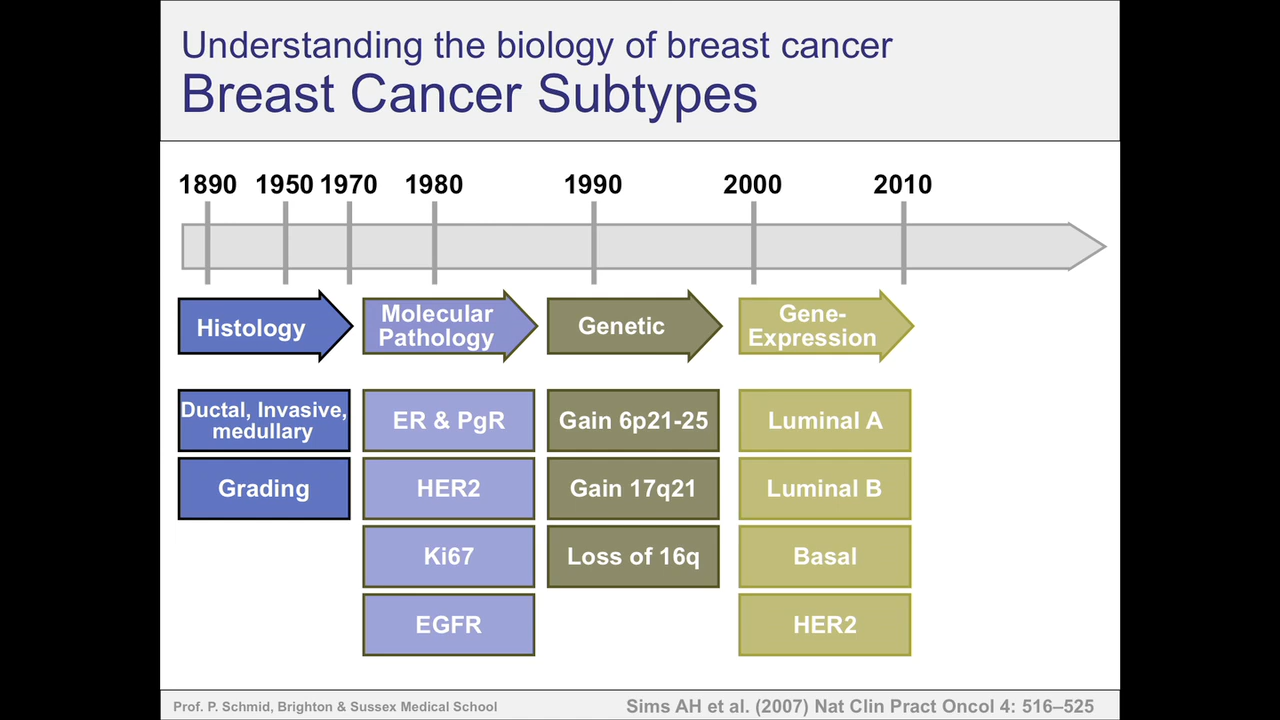 Understanding the biology of breast cancer
Breast Cancer Subtypes
1890 1950 1970 1980 1990 2000 2010
Histology
Molecular
Pathology
Genetic
Gene-
Expression
Ductal, Invasive,
medullary
ER & PgR
Gain 6p21-25
Luminal A
Grading
HER2
Gain 17q21
Luminal B
Ki67
Loss of 16q
Basal
EGFR
HER2
Prof. P. Schmid, Brighton & Sussex Medical School
Sims AH et al. (2007) Nat Clin Pract Oncol 4: 516–525